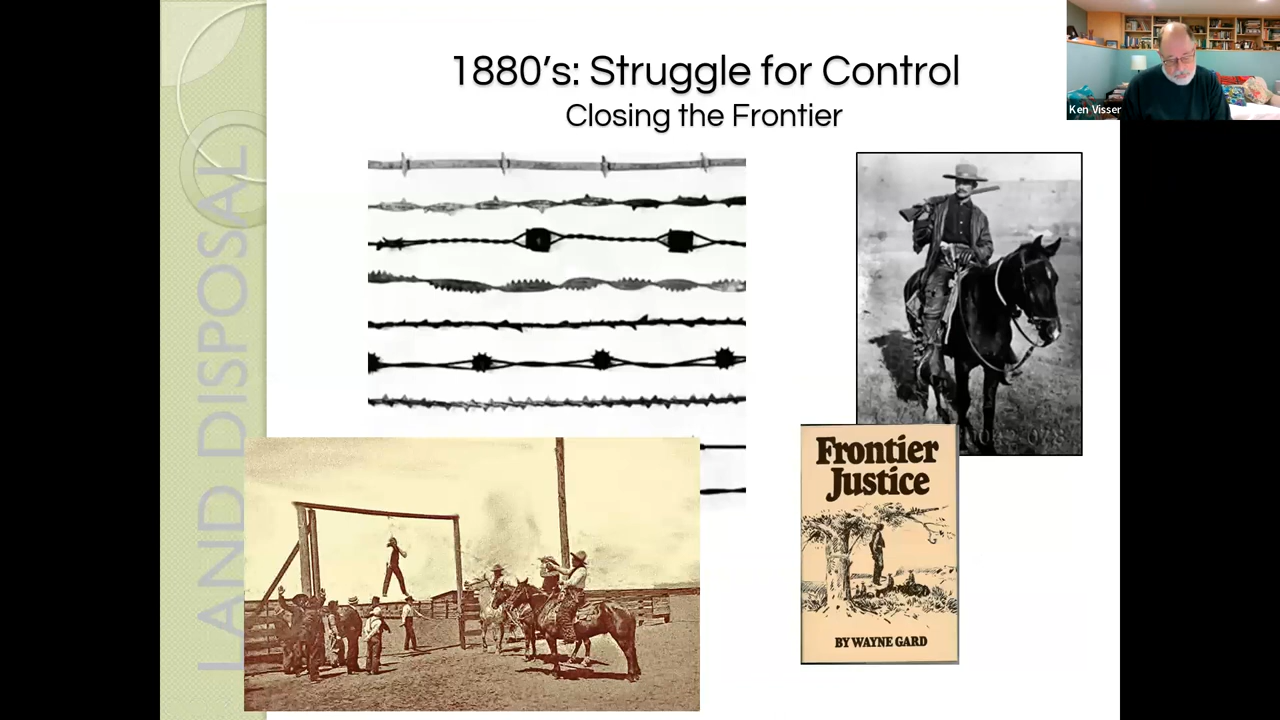 1880's: Struggle for Control
Closing the Frontier
Ken Visser
LAND DISPOSAL
Frontier
Justice
BY WAYNE GARD